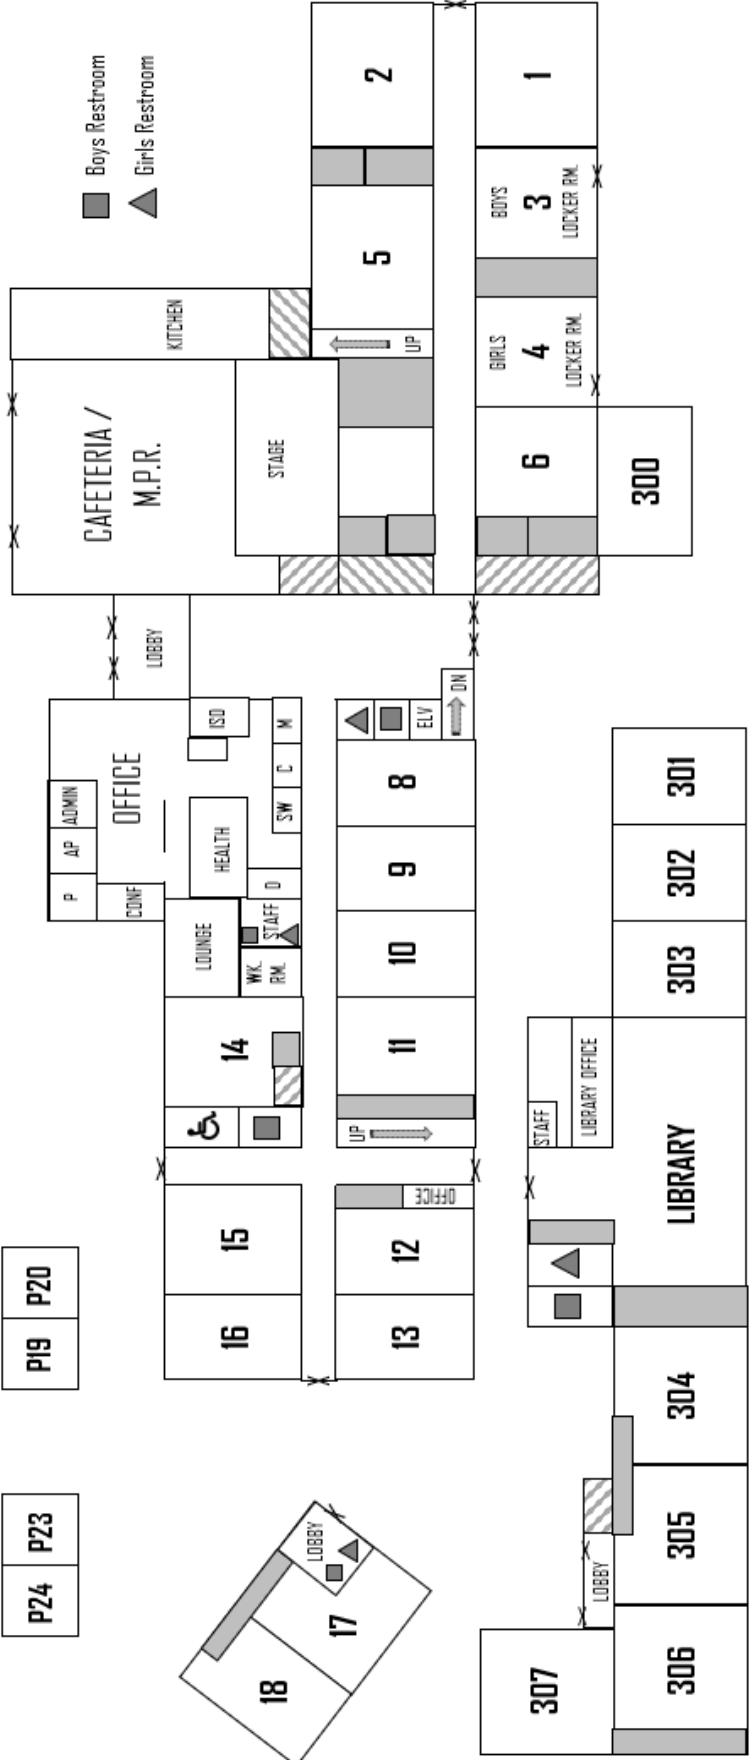 Boys Restroom
Girls Restroom
2
1
BOYS
3
LOCKER RM.
5
KITCHEN
UP
GIRLS
4
LOCKER RM.
CAFETERIA /
M.P.R.
STAGE
6
300
LOBBY
ISO
M
ELV
DN
OFFICE
ADMIN
AP
P
CONF
C
SW
HEALTH
D
8
9
10
11
301
302
303
LOUNGE
STAFF
WK.
RM.
14
UP
OFFICE
STAFF
LIBRARY OFFICE
LIBRARY
15
12
16
13
P20
P19
304
P23
P24
LOBBY
17
18
LOBBY
305
306
307